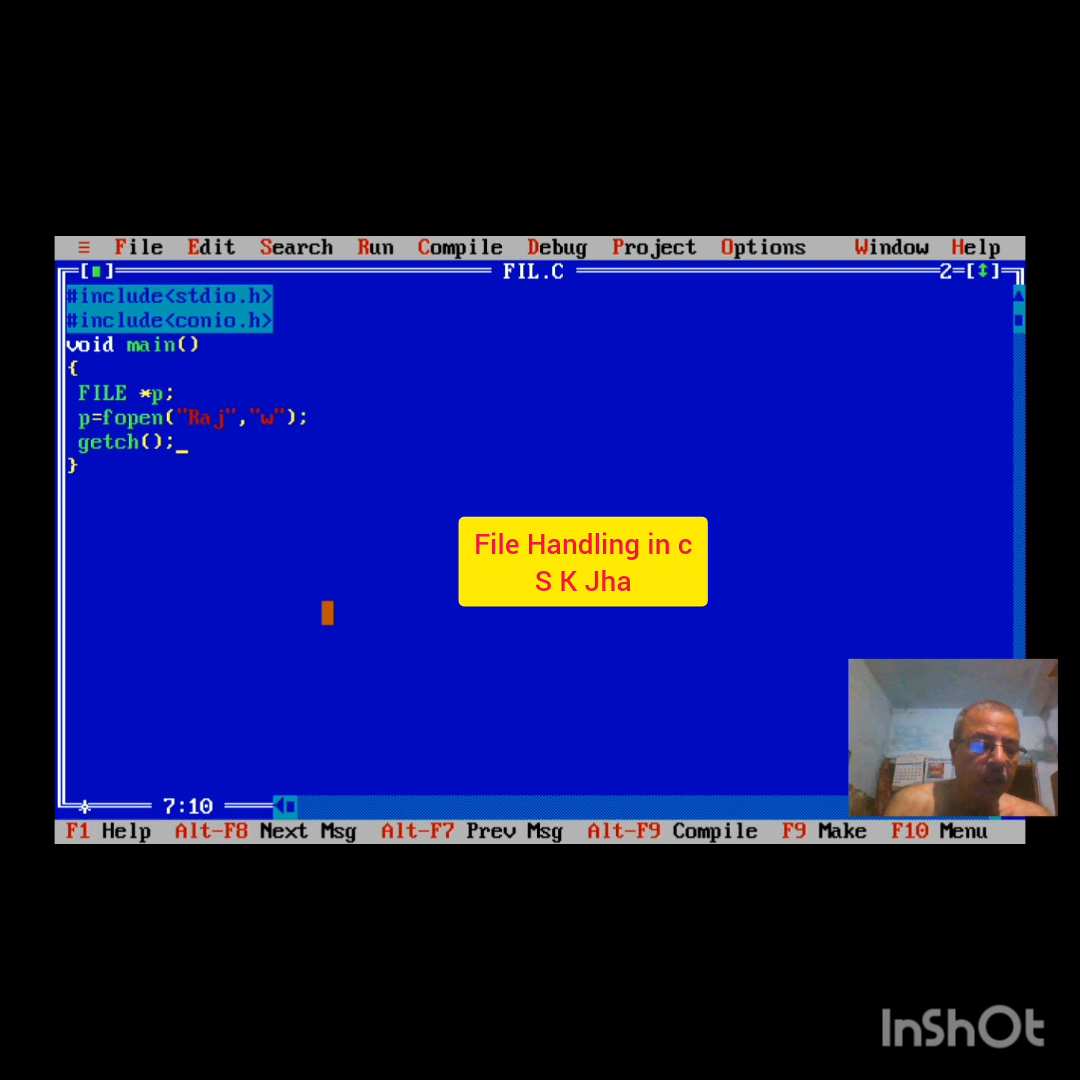 ≡ File Edit Search Run Compile Debug Project Options Window Help
[■] FIL.C 2=[↕]
#include<stdio.h>
#include<conio.h>
void main()
{
FILE *p;
p=fopen("Raj","w");
getch();_
}
File Handling in c
S K Jha
7:10
F1 Help Alt-F8 Next Msg Alt-F7 Prev Msg Alt-F9 Compile F9 Make F10 Menu
InShOt